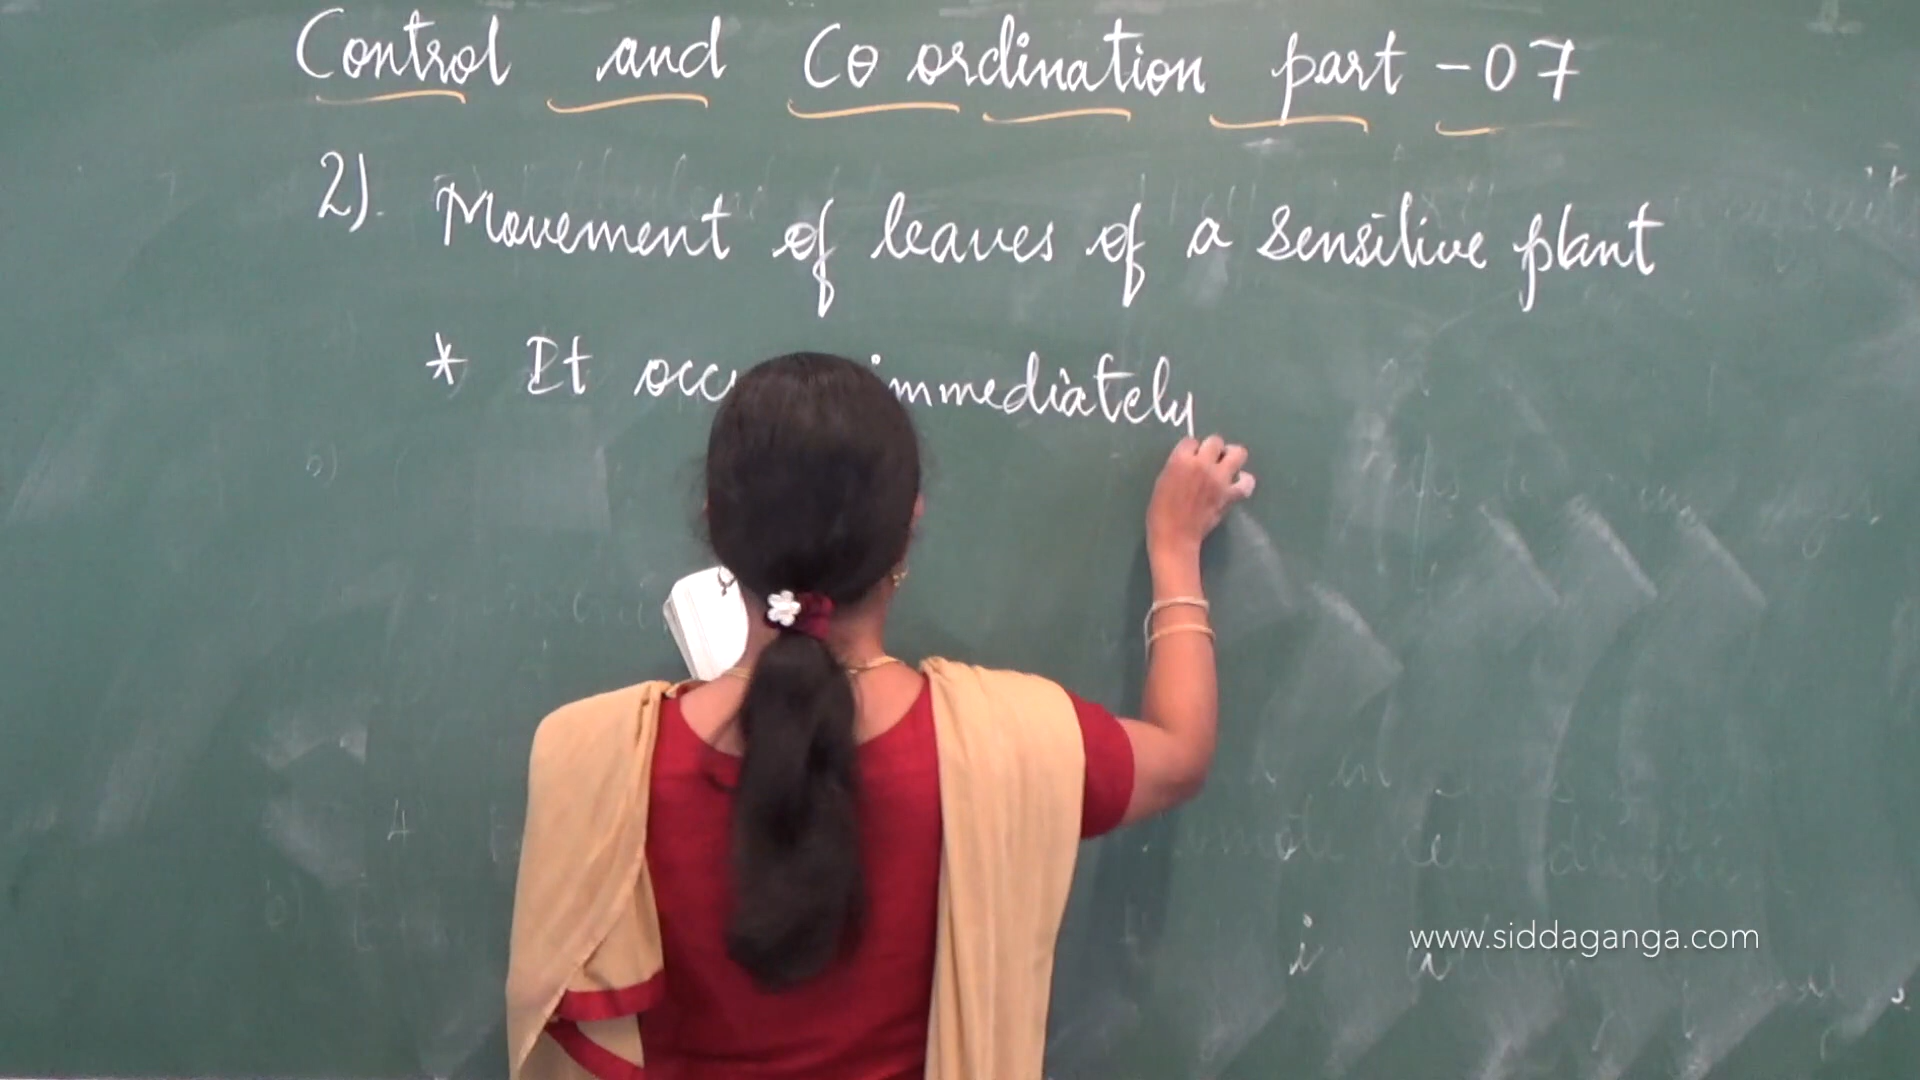 Control and Co ordination part - 07
2). Movement of leaves of a sensitive plant
* It occ immediately
www.siddaganga.com